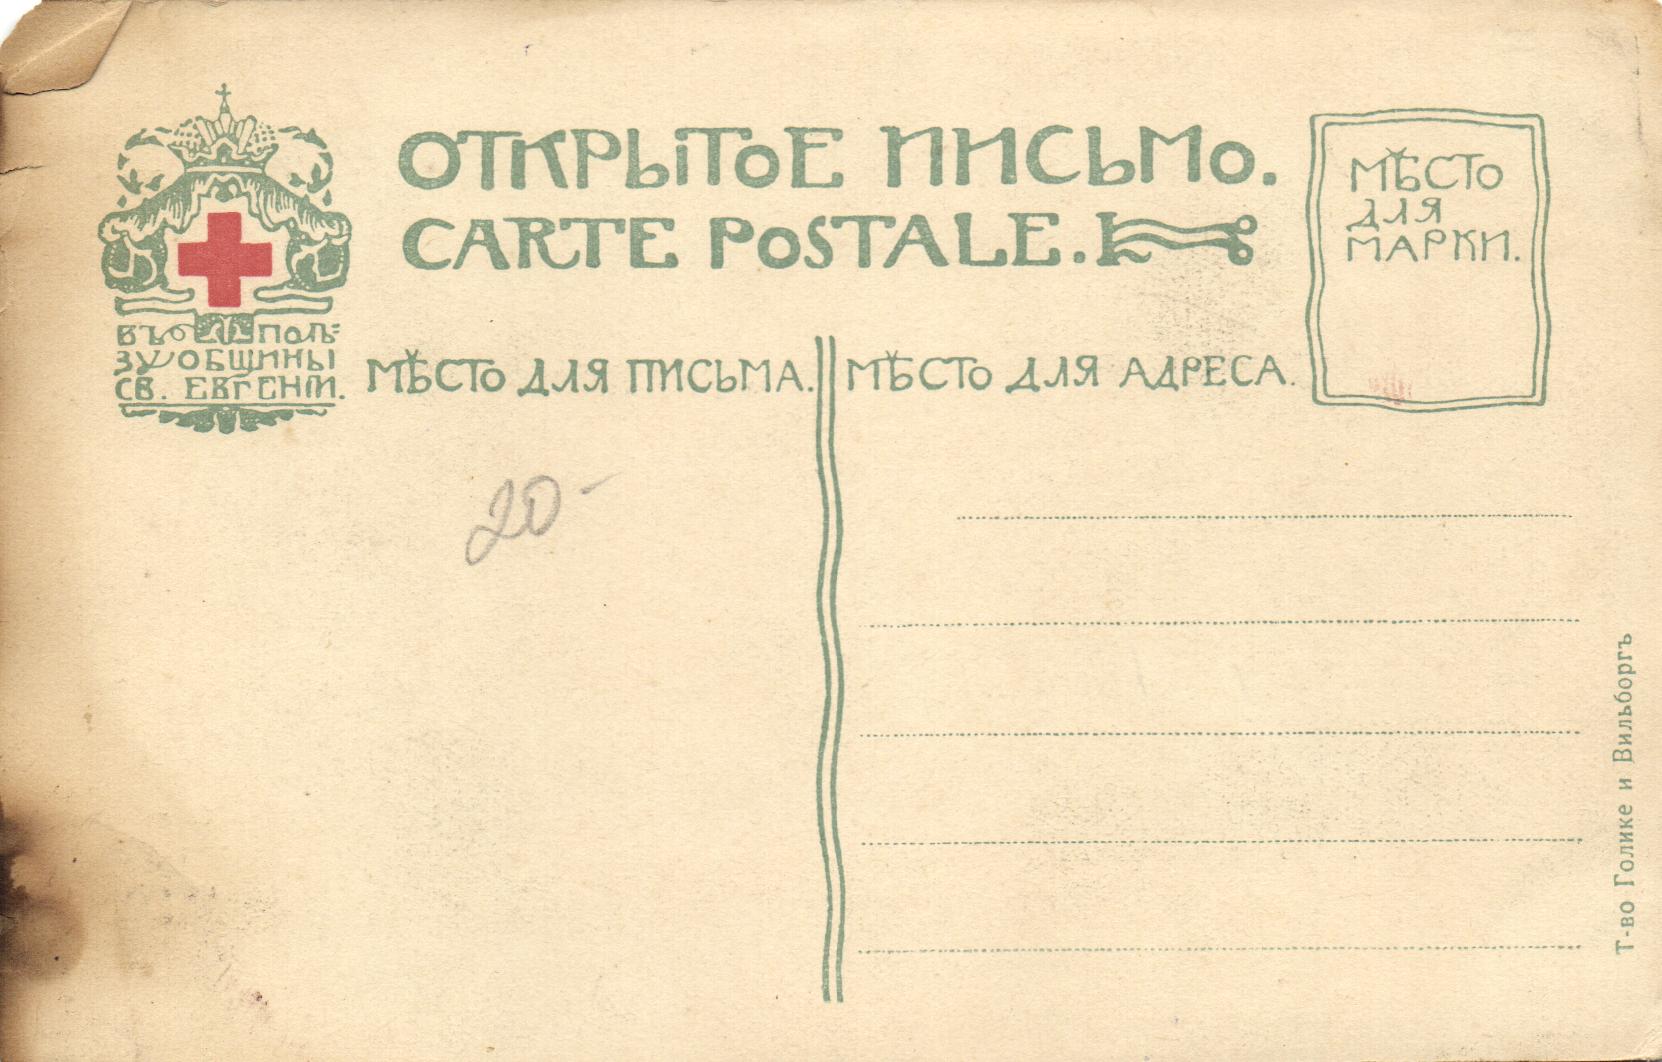 ОТКРЫТОЕ ПИСЬМО.
CARTE POSTALE.
МѢСТО
ДЛЯ
МАРКИ.
ВЪ ПОЛЬ=
ЗУ ОБЩИНЫ
СВ. ЕВГЕНІИ.
МѢСТО ДЛЯ ПИСЬМА.
МѢСТО ДЛЯ АДРЕСА.
20-
Т-во Голике и Вильборгъ